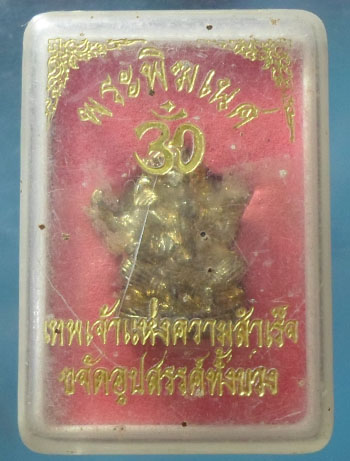 พระพิฆเนศ
ॐ
เทพเจ้าแห่งความสำเร็จ
ขจัดอุปสรรค์ทั้งปวง